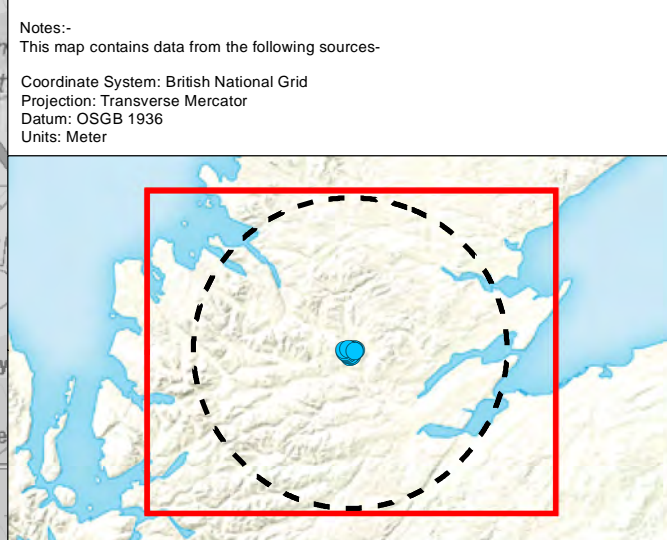 Notes:-
This map contains data from the following sources-
Coordinate System: British National Grid
Projection: Transverse Mercator
Datum: OSGB 1936
Units: Meter